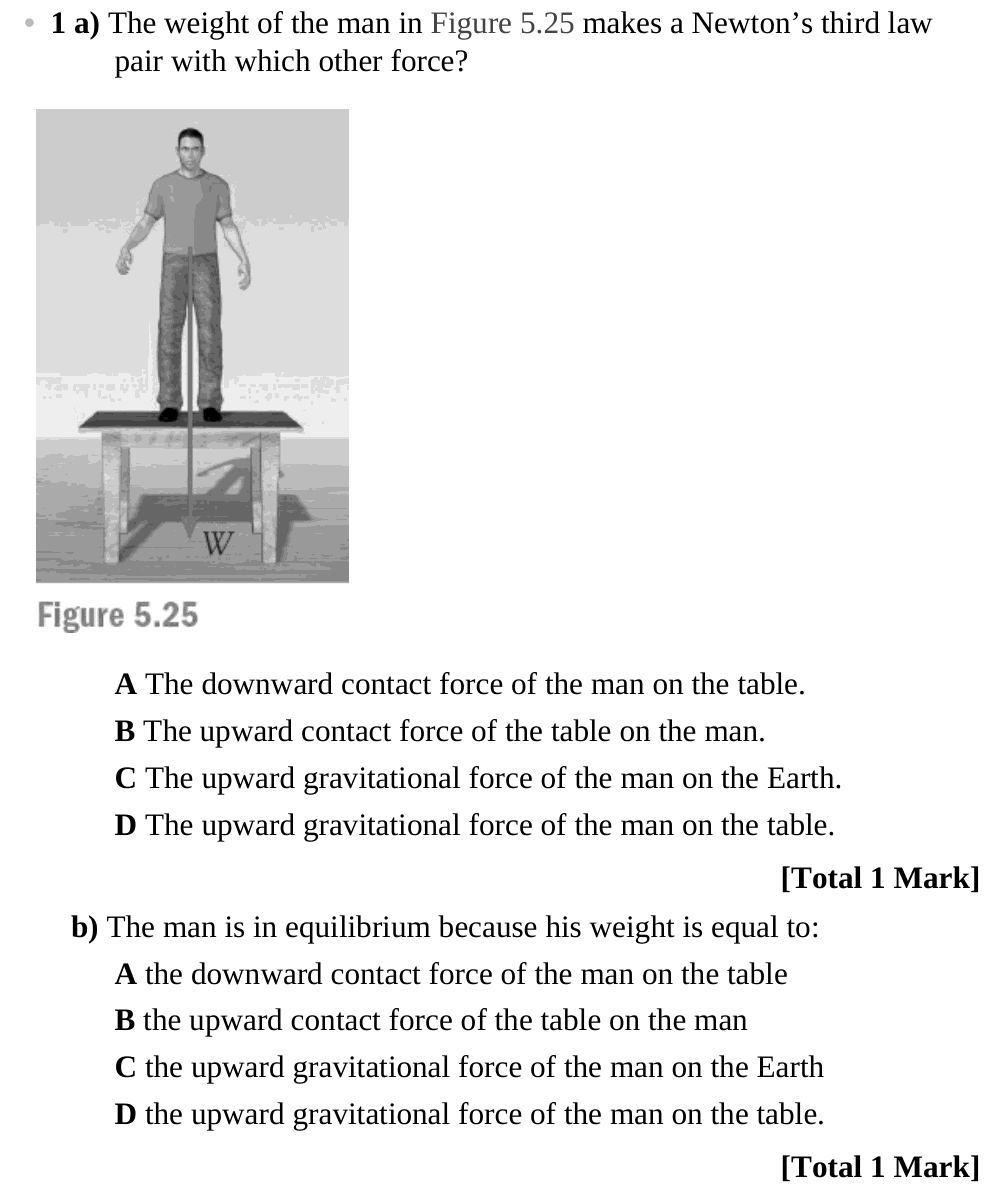 • 1 a) The weight of the man in Figure 5.25 makes a Newton’s third law
pair with which other force?
W
Figure 5.25
A The downward contact force of the man on the table.
B The upward contact force of the table on the man.
C The upward gravitational force of the man on the Earth.
D The upward gravitational force of the man on the table.
[Total 1 Mark]
b) The man is in equilibrium because his weight is equal to:
A the downward contact force of the man on the table
B the upward contact force of the table on the man
C the upward gravitational force of the man on the Earth
D the upward gravitational force of the man on the table.
[Total 1 Mark]